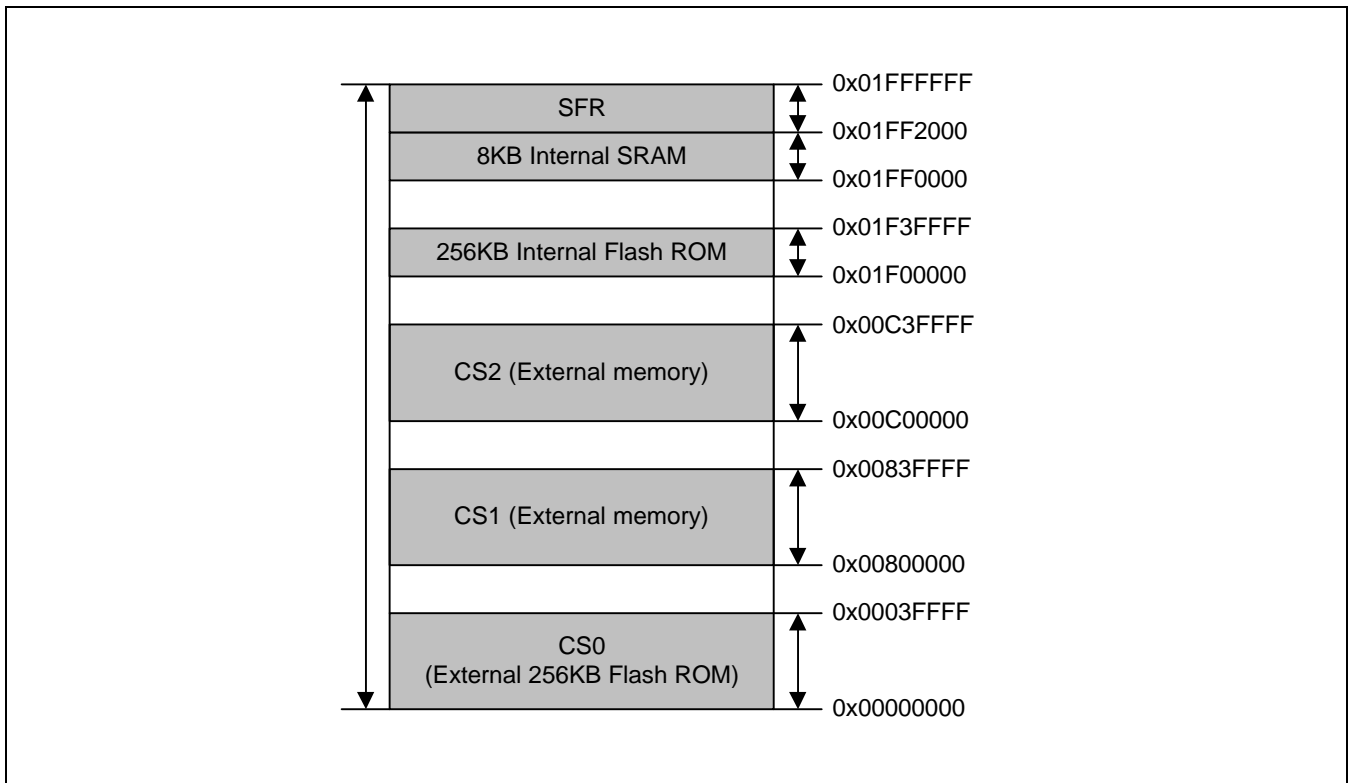 0x01FFFFFF
SFR
0x01FF2000
8KB Internal SRAM
0x01FF0000
0x01F3FFFF
256KB Internal Flash ROM
0x01F00000
0x00C3FFFF
CS2 (External memory)
0x00C00000
0x0083FFFF
CS1 (External memory)
0x00800000
0x0003FFFF
CS0
(External 256KB Flash ROM)
0x00000000